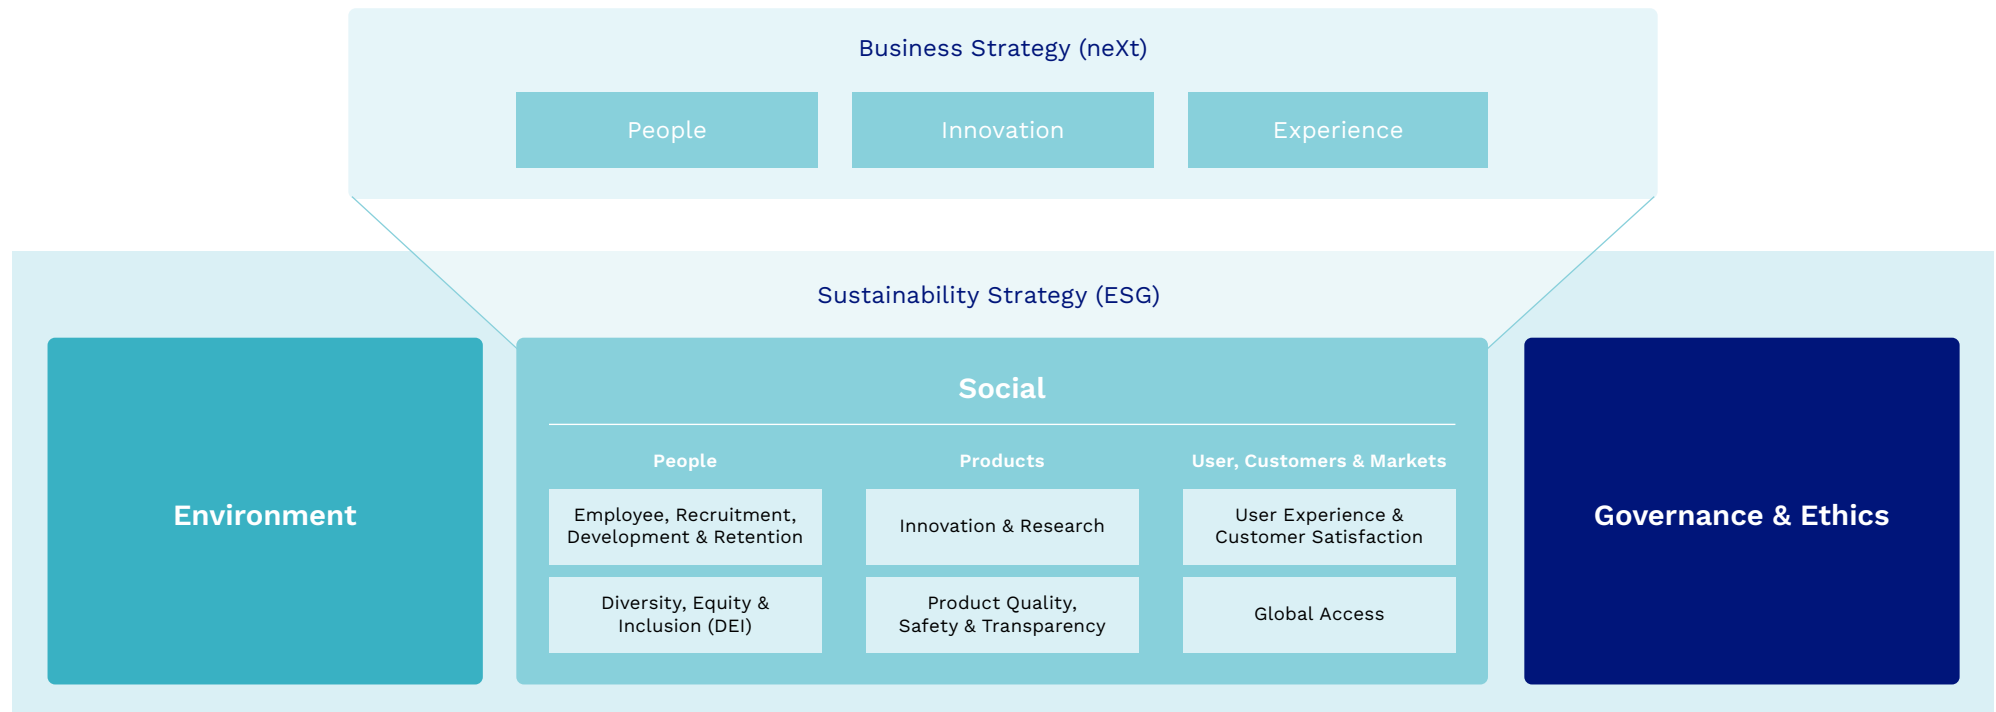 Business Strategy (neXt)
People
Innovation
Experience
Sustainability Strategy (ESG)
Environment
Social
People
Employee, Recruitment,
Development & Retention
Diversity, Equity &
Inclusion (DEI)
Products
Innovation & Research
Product Quality,
Safety & Transparency
User, Customers & Markets
User Experience &
Customer Satisfaction
Global Access
Governance & Ethics